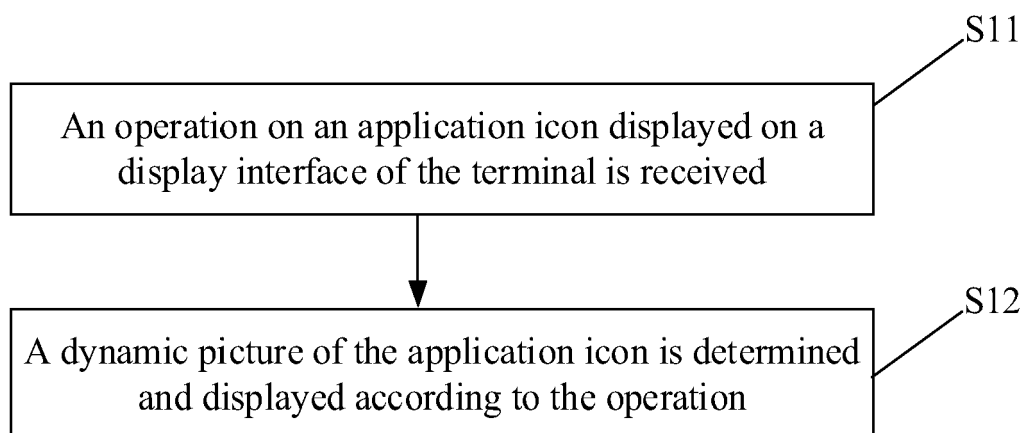 S11
An operation on an application icon displayed on a
display interface of the terminal is received
S12
A dynamic picture of the application icon is determined
and displayed according to the operation